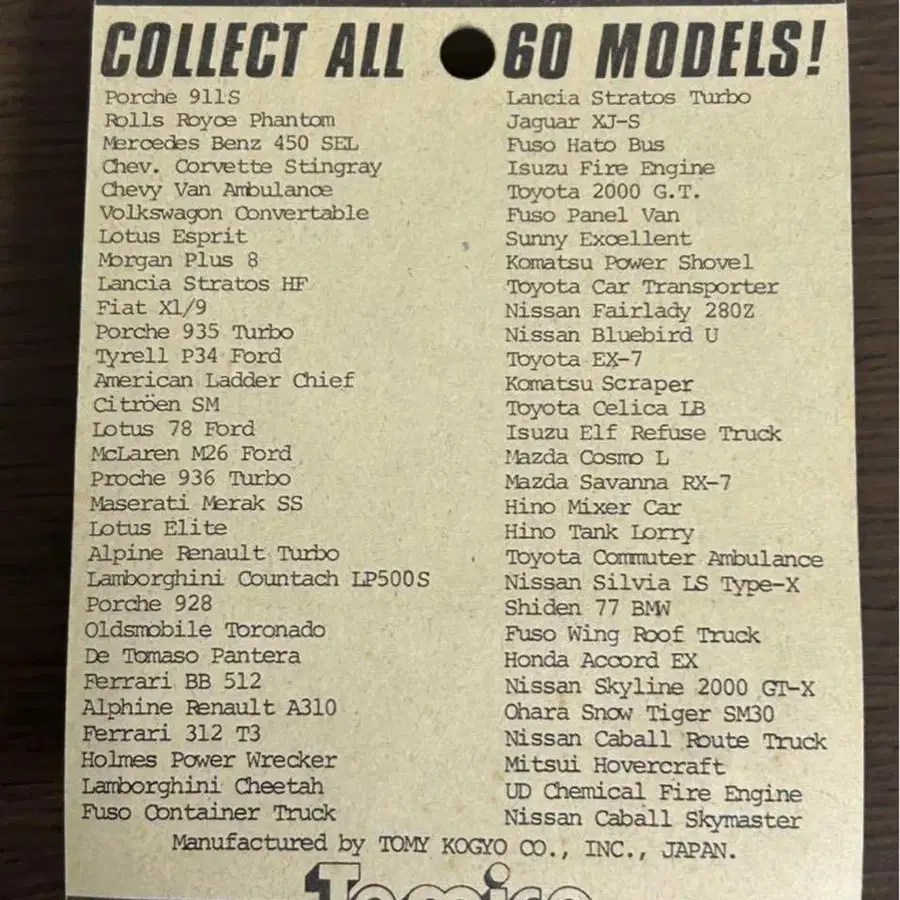 COLLECT ALL 60 MODELS!
Porche 911S
Rolls Royce Phantom
Mercedes Benz 450 SEL
Chev. Corvette Stingray
Chevy Van Ambulance
Volkswagon Convertable
Lotus Esprit
Morgan Plus 8
Lancia Stratos HF
Fiat X1/9
Porche 935 Turbo
Tyrell P34 Ford
American Ladder Chief
Citröen SM
Lotus 78 Ford
McLaren M26 Ford
Proche 936 Turbo
Maserati Merak SS
Lotus Elite
Alpine Renault Turbo
Lamborghini Countach LP500S
Porche 928
Oldsmobile Toronado
De Tomaso Pantera
Ferrari BB 512
Alphine Renault A310
Ferrari 312 T3
Holmes Power Wrecker
Lamborghini Cheetah
Fuso Container Truck
Lancia Stratos Turbo
Jaguar XJ-S
Fuso Hato Bus
Isuzu Fire Engine
Toyota 2000 G.T.
Fuso Panel Van
Sunny Excellent
Komatsu Power Shovel
Toyota Car Transporter
Nissan Fairlady 280Z
Nissan Bluebird U
Toyota EX-7
Komatsu Scraper
Toyota Celica LB
Isuzu Elf Refuse Truck
Mazda Cosmo L
Mazda Savanna RX-7
Hino Mixer Car
Hino Tank Lorry
Toyota Commuter Ambulance
Nissan Silvia LS Type-X
Shiden 77 BMW
Fuso Wing Roof Truck
Honda Accord EX
Nissan Skyline 2000 GT-X
Ohara Snow Tiger SM30
Nissan Caball Route Truck
Mitsui Hovercraft
UD Chemical Fire Engine
Nissan Caball Skymaster
Manufactured by TOMY KOGYO CO., INC., JAPAN.
Tomica